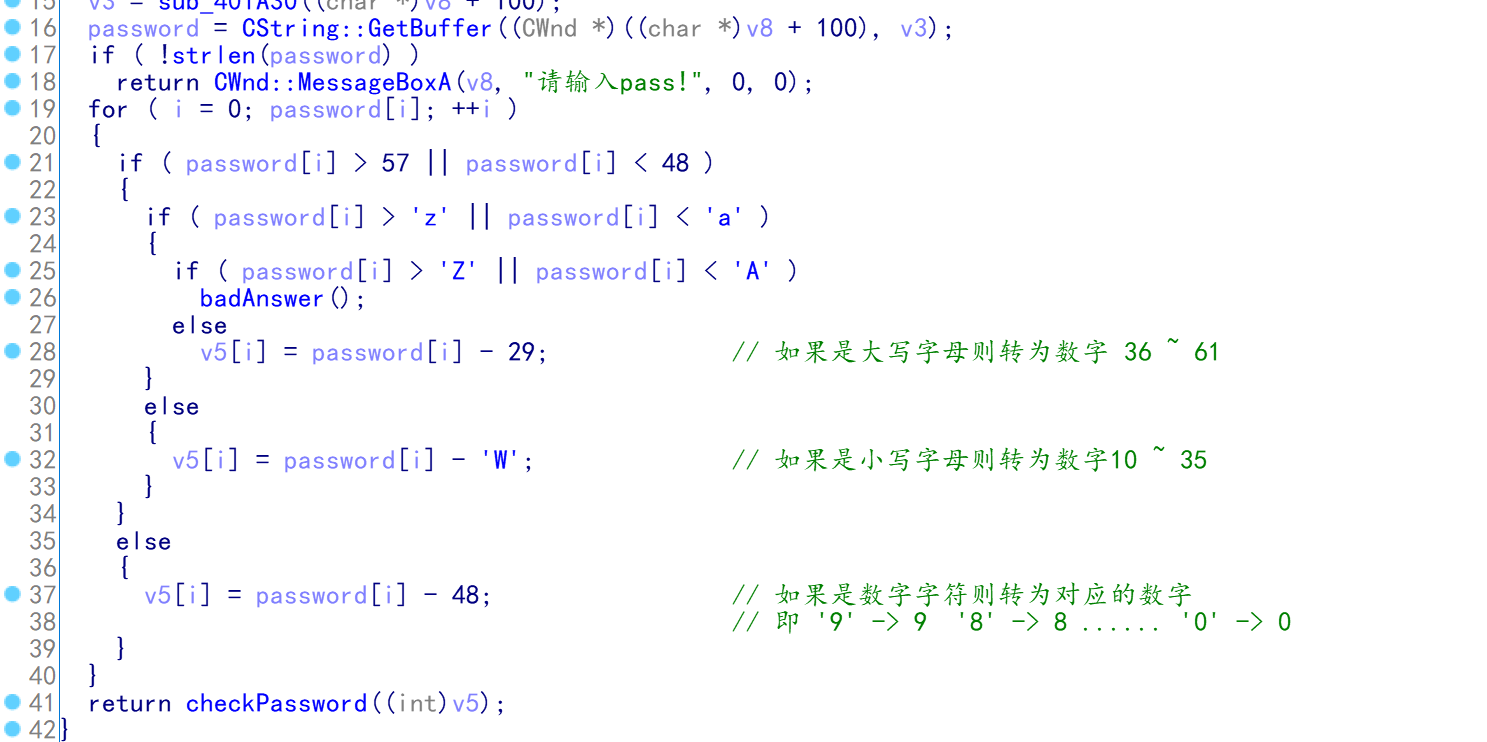 15 v3 = sub_401A30((char *)v8 + 100);
16 password = CString::GetBuffer((CWnd *)((char *)v8 + 100), v3);
17 if ( !strlen(password) )
18 return CWnd::MessageBoxA(v8, "请输入pass!", 0, 0);
19 for ( i = 0; password[i]; ++i )
20 {
21 if ( password[i] > 57 || password[i] < 48 )
22 {
23 if ( password[i] > 'z' || password[i] < 'a' )
24 {
25 if ( password[i] > 'Z' || password[i] < 'A' )
26 badAnswer();
27 else
28 v5[i] = password[i] - 29; // 如果是大写字母则转为数字 36 ~ 61
29 }
30 else
31 {
32 v5[i] = password[i] - 'W'; // 如果是小写字母则转为数字10 ~ 35
33 }
34 }
35 else
36 {
37 v5[i] = password[i] - 48; // 如果是数字字符则转为对应的数字
38 // 即 '9' -> 9 '8' -> 8 ...... '0' -> 0
39 }
40 }
41 return checkPassword((int)v5);
42 }